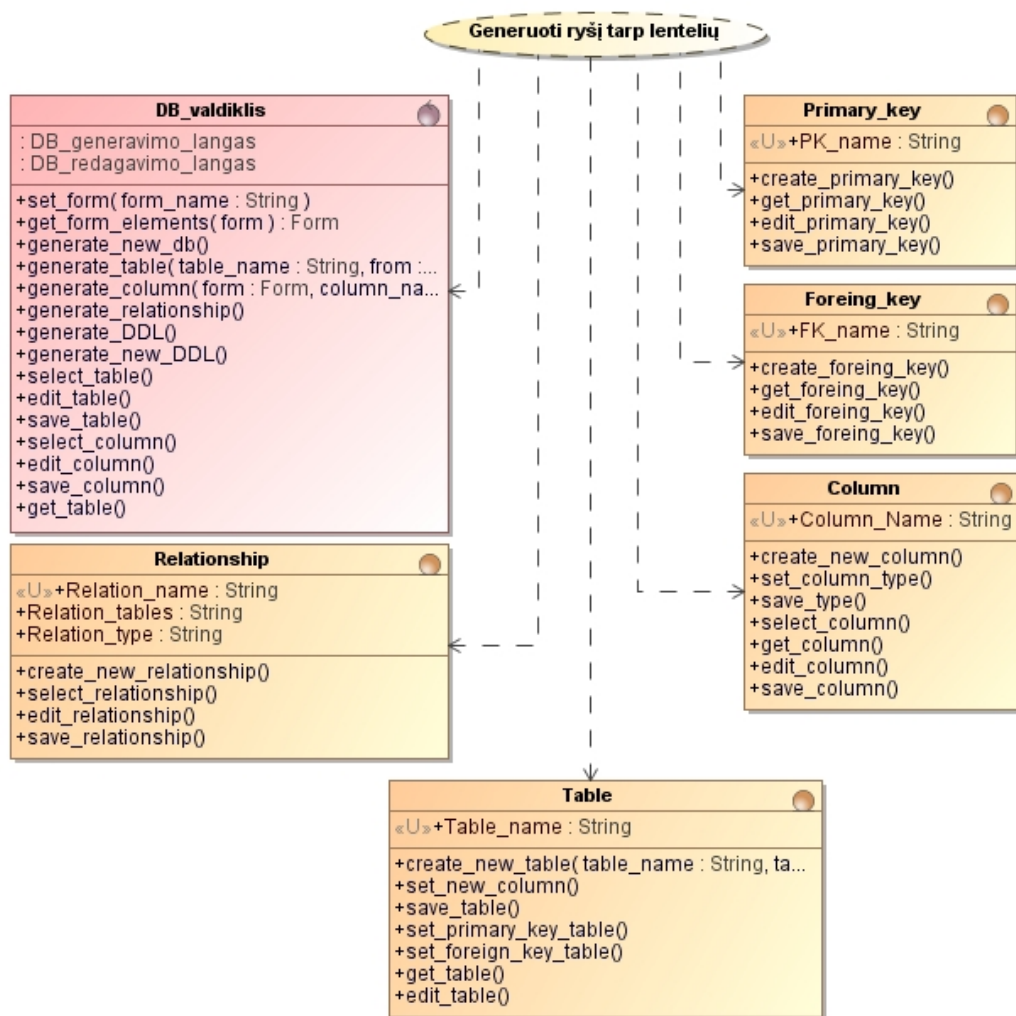 Generuoti ryšį tarp lentelių
DB_valdiklis
: DB_generavimo_langas
: DB_redagavimo_langas
+set_form( form_name : String )
+get_form_elements( form ) : Form
+generate_new_db()
+generate_table( table_name : String, from :...
+generate_column( form : Form, column_na...
+generate_relationship()
+generate_DDL()
+generate_new_DDL()
+select_table()
+edit_table()
+save_table()
+select_column()
+edit_column()
+save_column()
+get_table()
Relationship
«U»+Relation_name : String
+Relation_tables : String
+Relation_type : String
+create_new_relationship()
+select_relationship()
+edit_relationship()
+save_relationship()
Primary_key
«U»+PK_name : String
+create_primary_key()
+get_primary_key()
+edit_primary_key()
+save_primary_key()
Foreing_key
«U»+FK_name : String
+create_foreing_key()
+get_foreing_key()
+edit_foreing_key()
+save_foreing_key()
Column
«U»+Column_Name : String
+create_new_column()
+set_column_type()
+save_type()
+select_column()
+get_column()
+edit_column()
+save_column()
Table
«U»+Table_name : String
+create_new_table( table_name : String, ta...
+set_new_column()
+save_table()
+set_primary_key_table()
+set_foreign_key_table()
+get_table()
+edit_table()